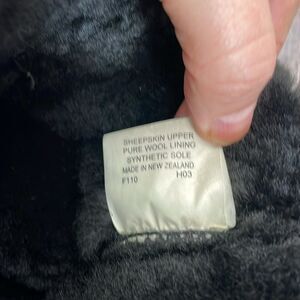 SHEEPSKIN UPPER
PURE WOOL LINING
SYNTHETIC SOLE
MADE IN NEW ZEALAND
F110 H03